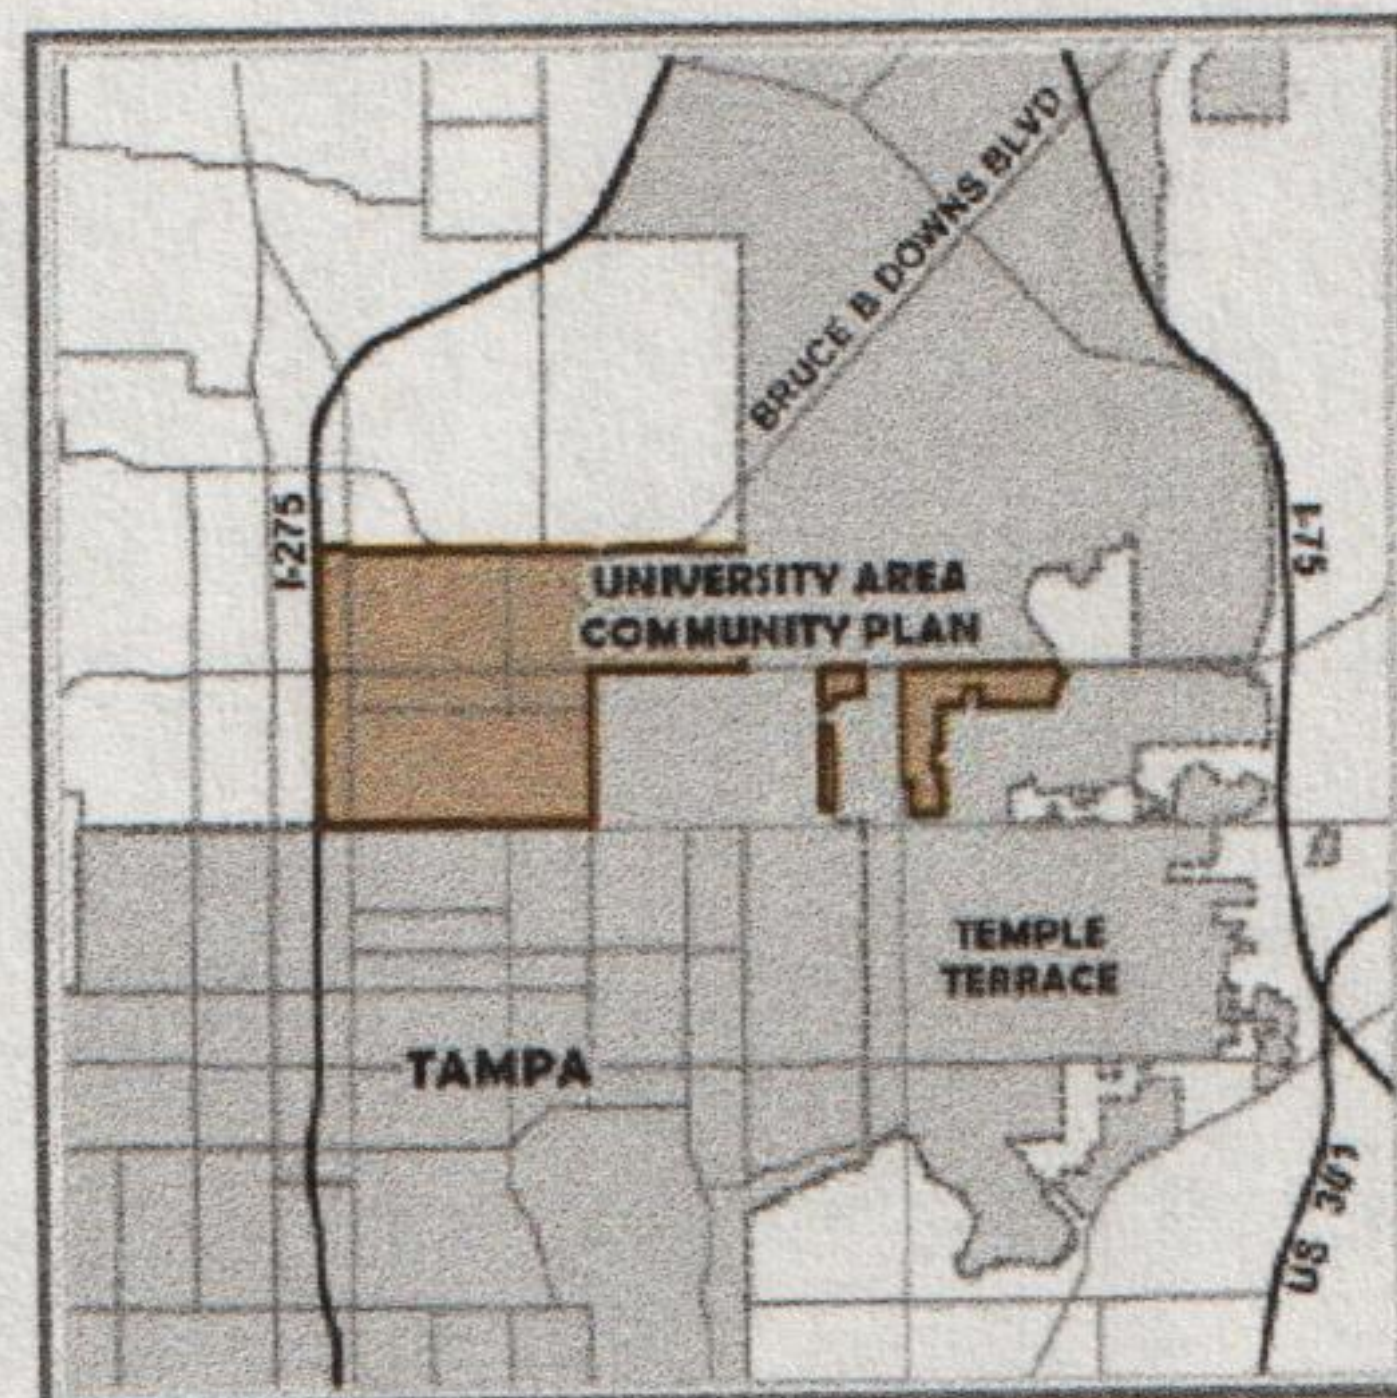 BRUCE B DOWNS BLVD
I-275
I-75
UNIVERSITY AREA
COMMUNITY PLAN
TEMPLE
TERRACE
TAMPA
US 301